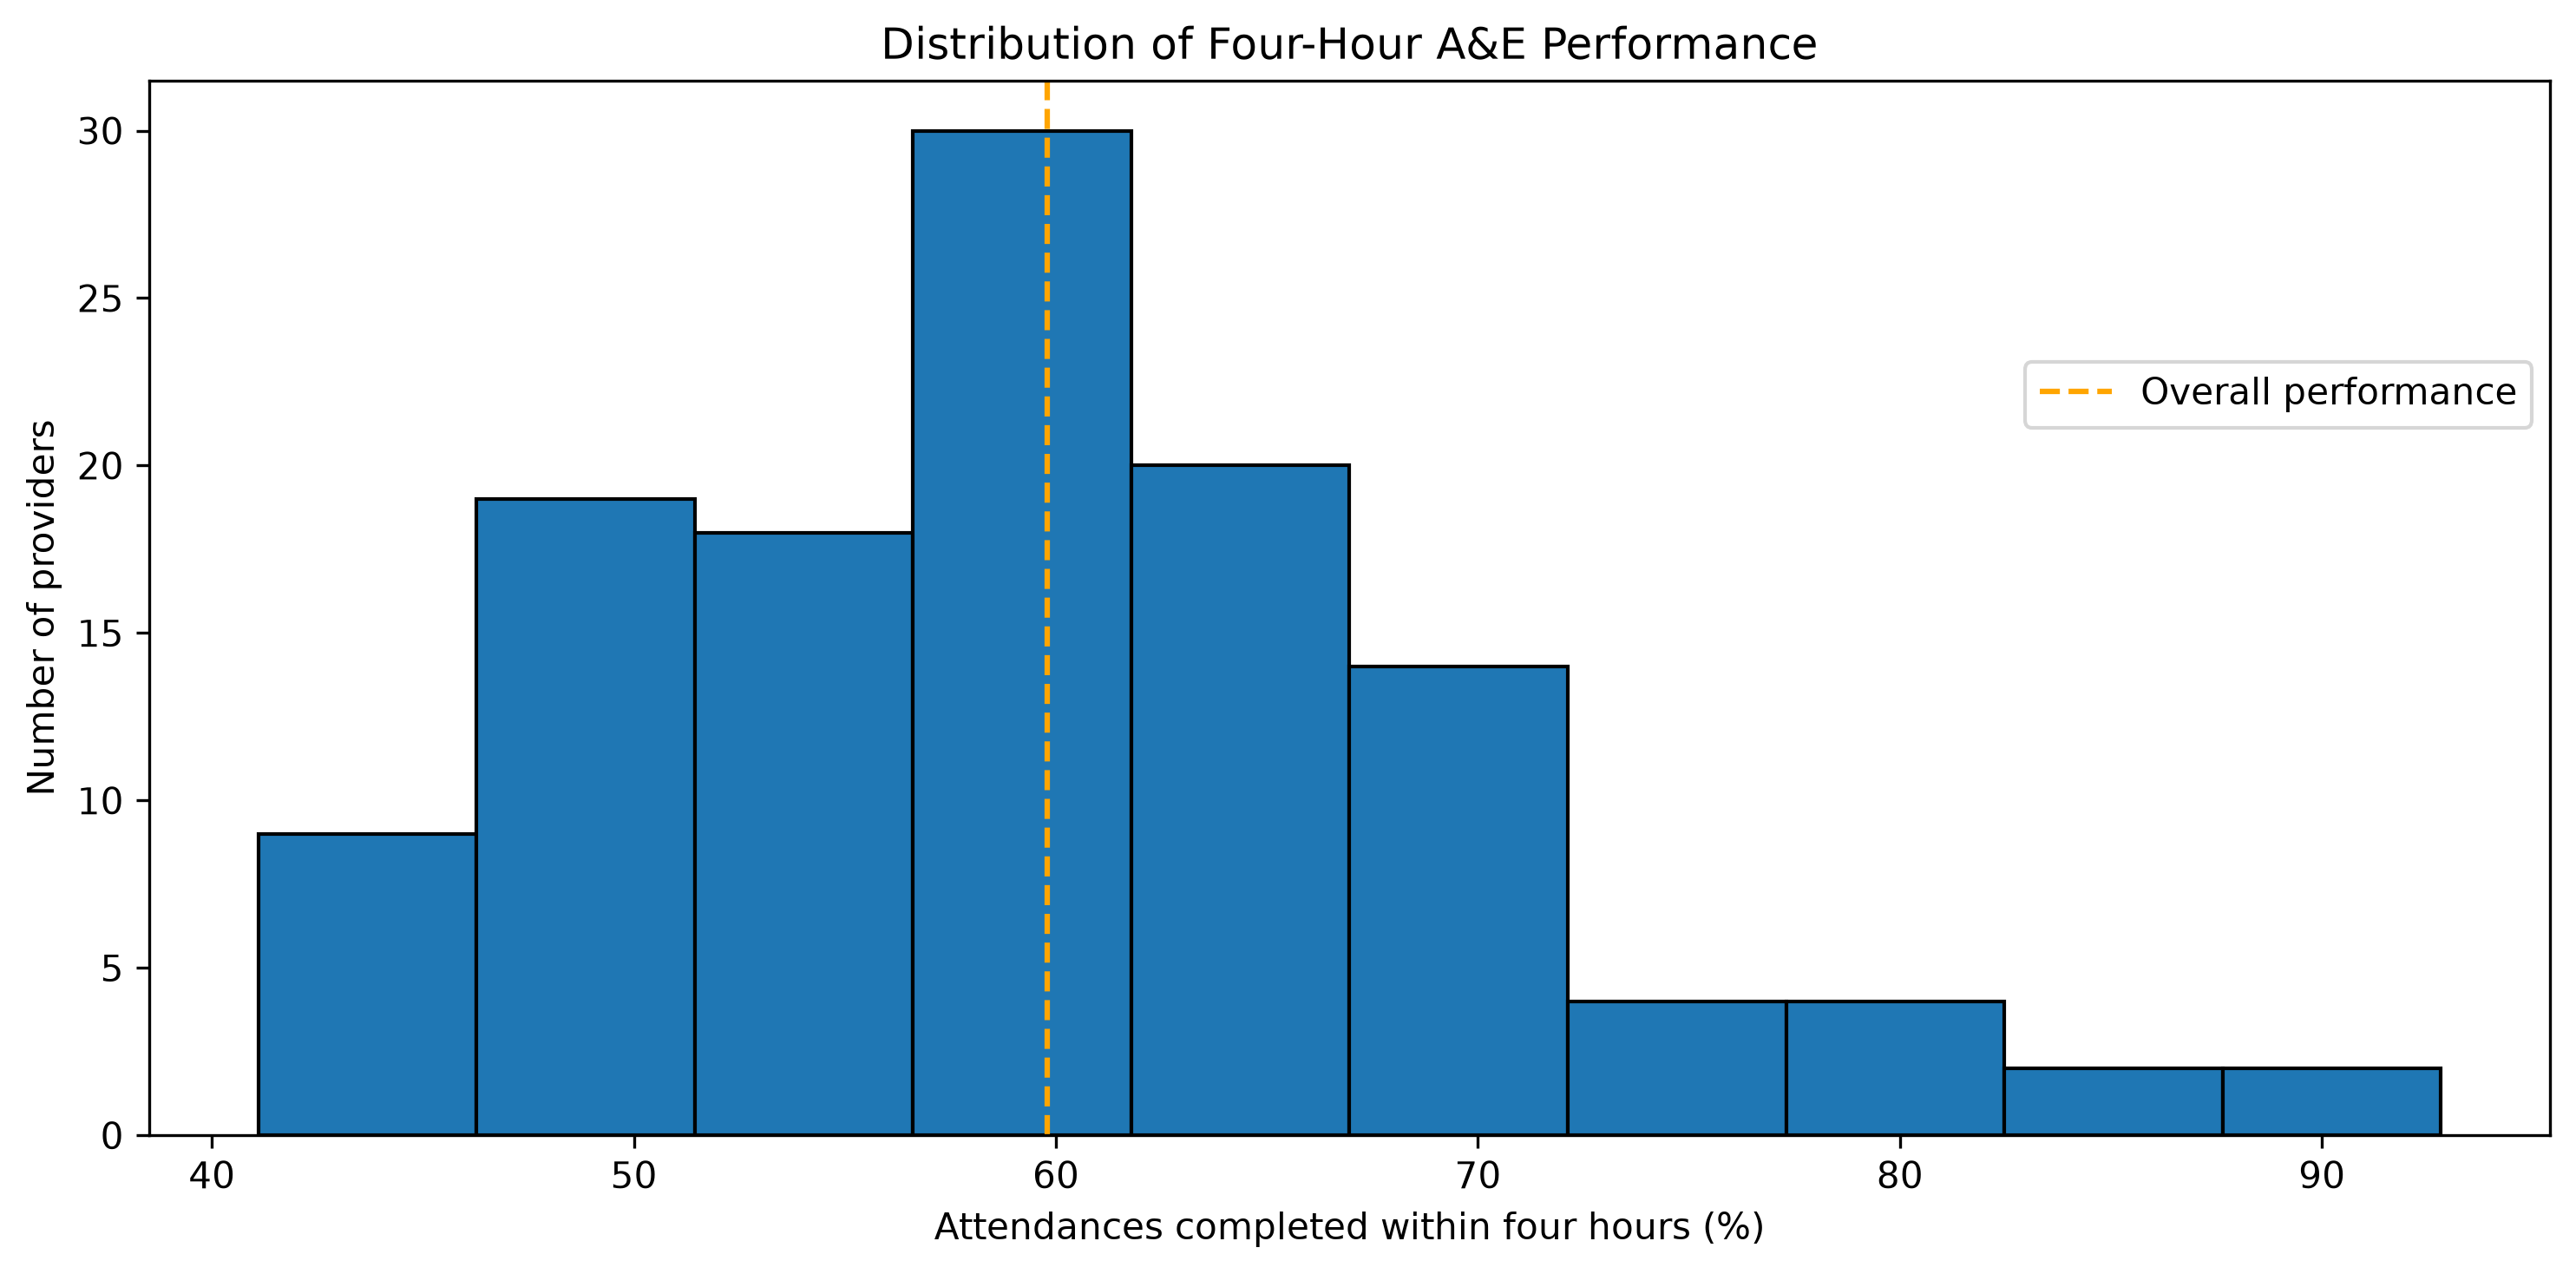 Distribution of Four-Hour A&E Performance
30
25
20
15
10
5
0
Number of providers
Overall performance
40 50 60 70 80 90
Attendances completed within four hours (%)